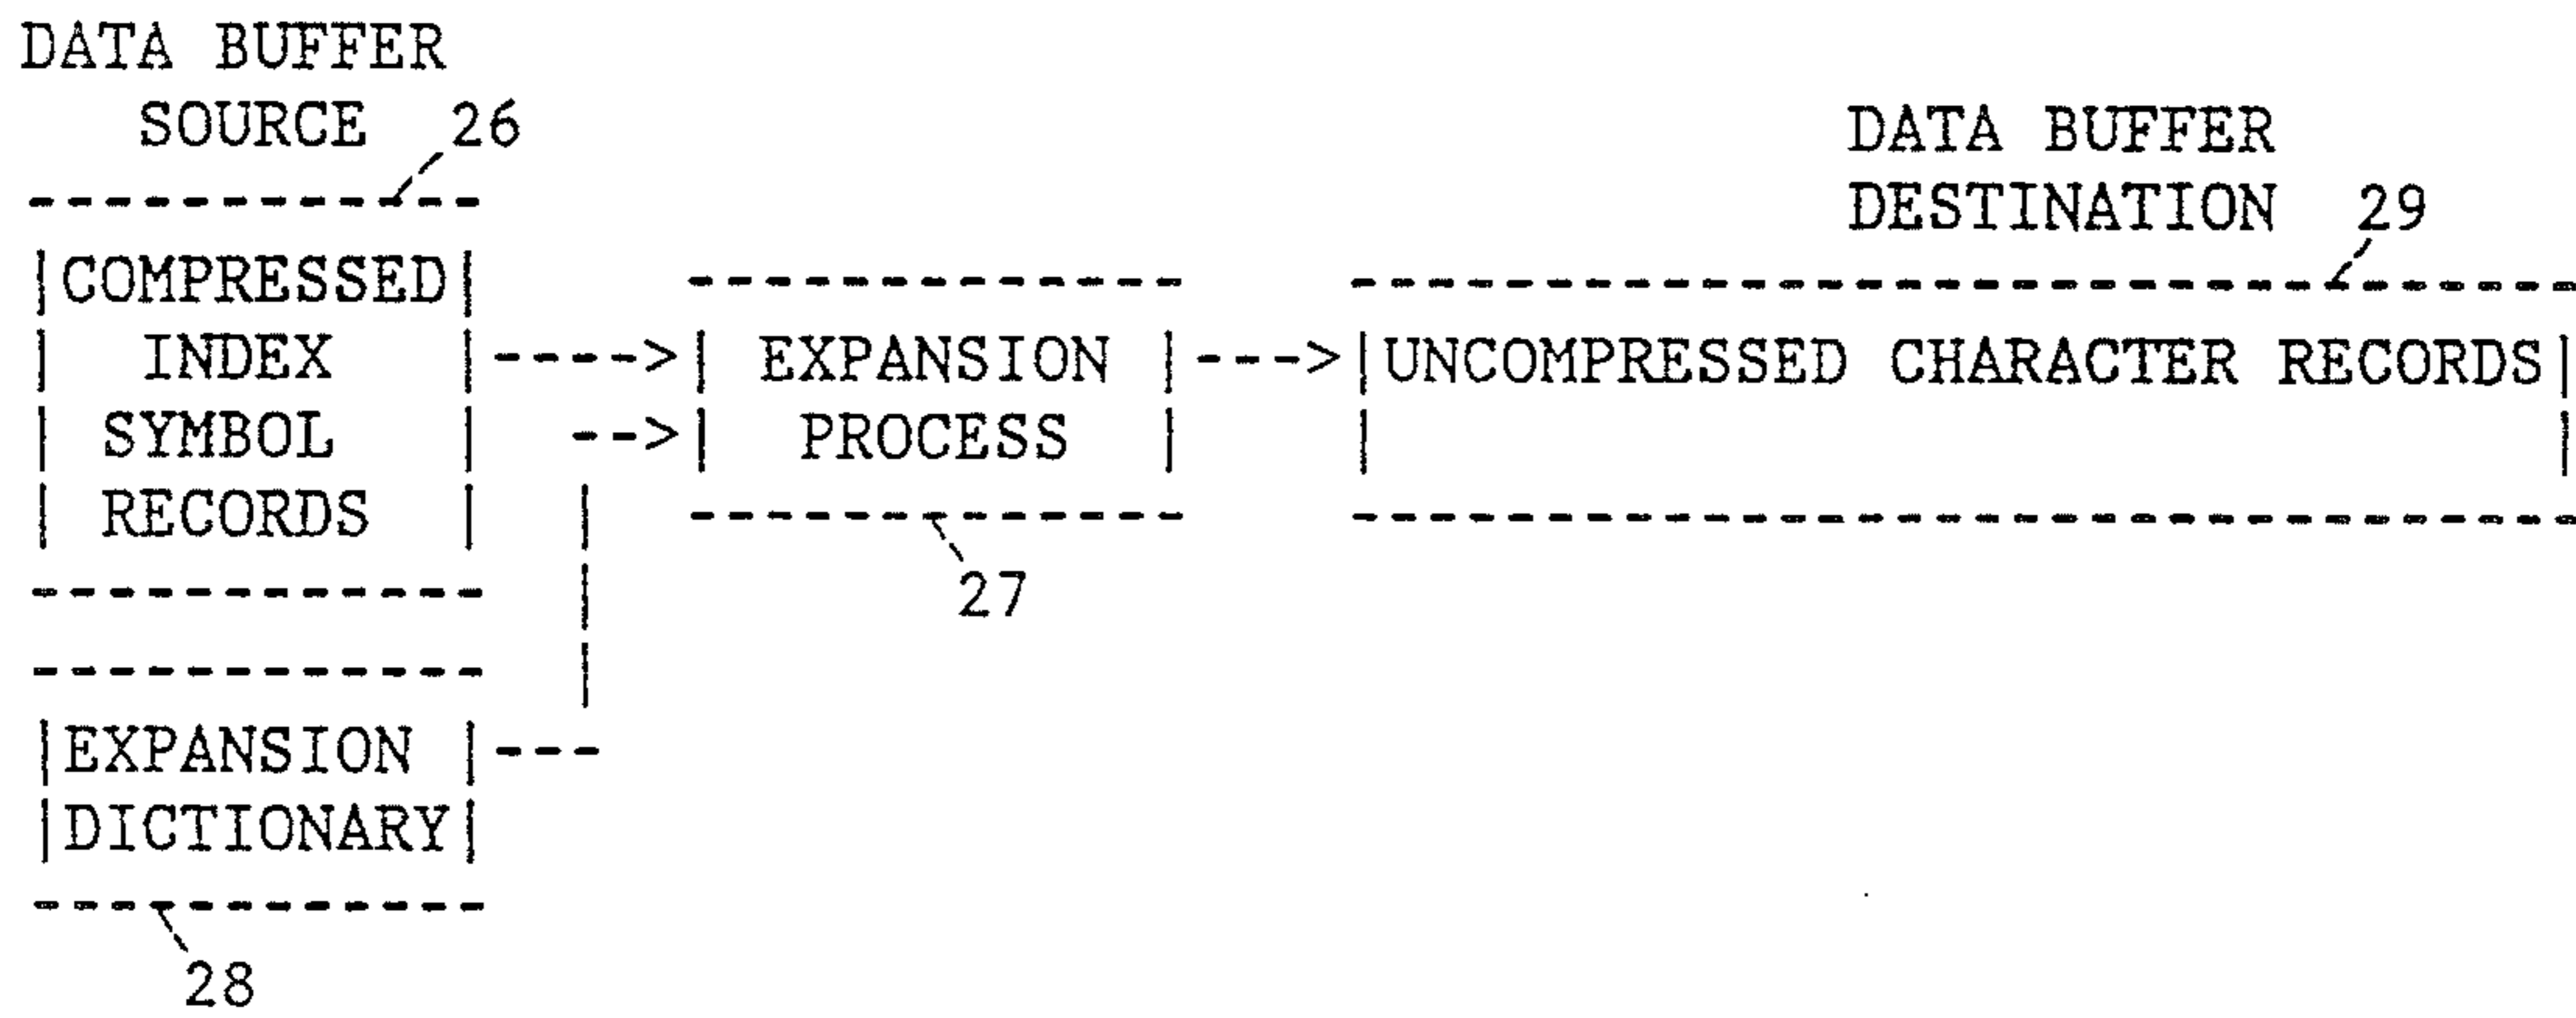 DATA BUFFER
SOURCE 26
COMPRESSED
INDEX
SYMBOL
RECORDS
EXPANSION
DICTIONARY
28
EXPANSION
PROCESS
27
DATA BUFFER
DESTINATION 29
UNCOMPRESSED CHARACTER RECORDS